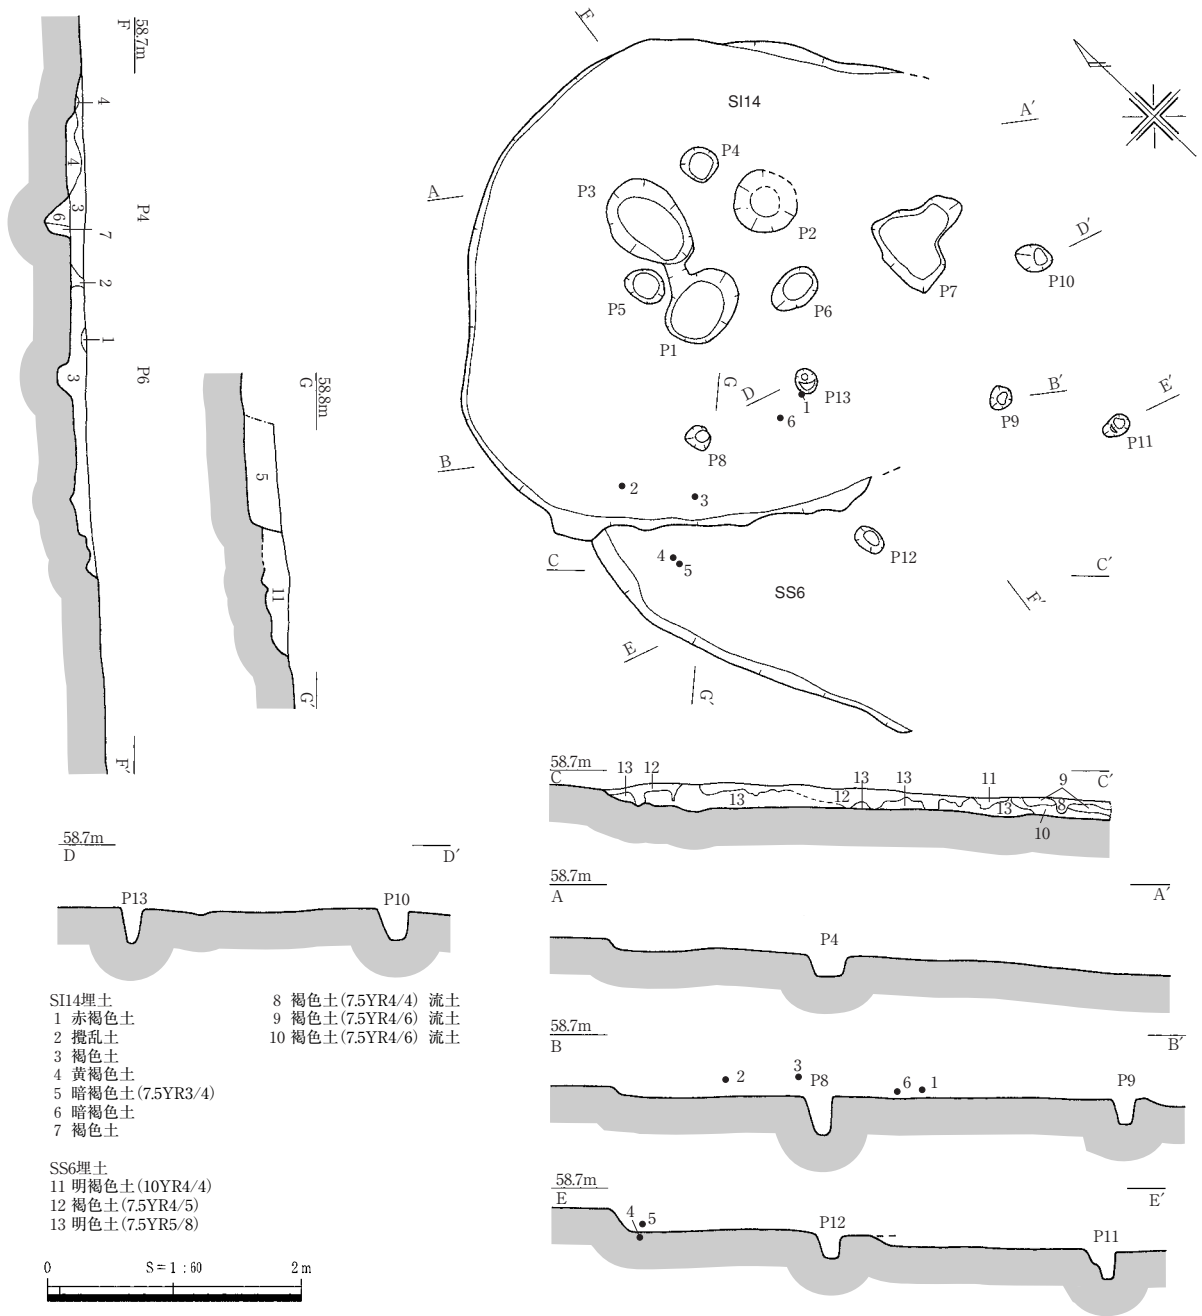 58.7m
F
4
4
3
6
7
P4
2
1
3
P6
F′
58.8m
G
5
11
G′
F
SI14
A′
P4
A
P3
P2
D′
P7
P10
P5
P6
P1
G
D
P13
1
6
B′
P9
E′
P11
P8
B
2
3
P12
C
4
5
C′
SS6
F′
E
G′
58.7m
C
13
12
13
12
13
13
11
13
9
8
10
C′
58.7m
D
D′
P13
P10
58.7m
A
A′
P4
58.7m
B
B′
2
3
P8
6
1
P9
58.7m
E
E′
4
5
P12
P11
SI14埋土
1 赤褐色土
2 攪乱土
3 褐色土
4 黄褐色土
5 暗褐色土(7.5YR3/4)
6 暗褐色土
7 褐色土
8 褐色土(7.5YR4/4) 流土
9 褐色土(7.5YR4/6) 流土
10 褐色土(7.5YR4/6) 流土
SS6埋土
11 明褐色土(10YR4/4)
12 褐色土(7.5YR4/5)
13 明色土(7.5YR5/8)
0 S=1:60 2m